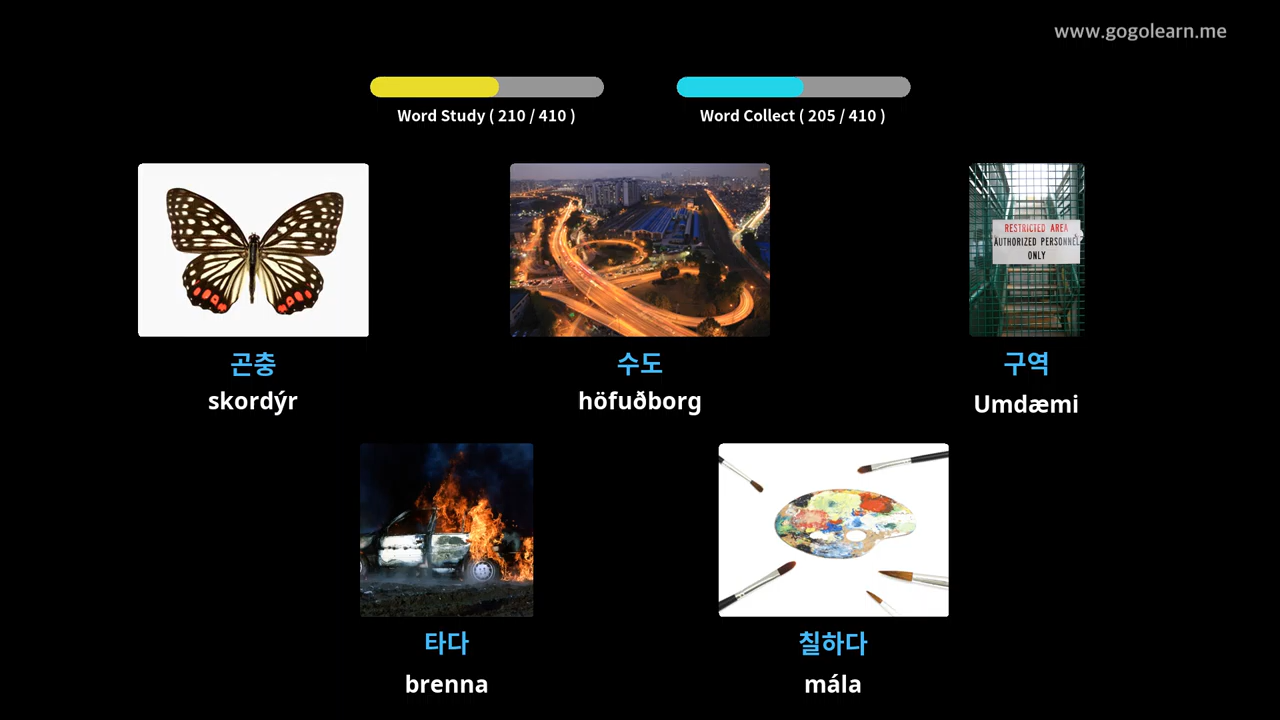 www.gogolearn.me
Word Study ( 210 / 410 )
Word Collect ( 205 / 410 )
RESTRICTED AREA
AUTHORIZED PERSONNEL
ONLY
곤충
수도
구역
skordýr
höfuðborg
Umdæmi
타다
칠하다
brenna
mála